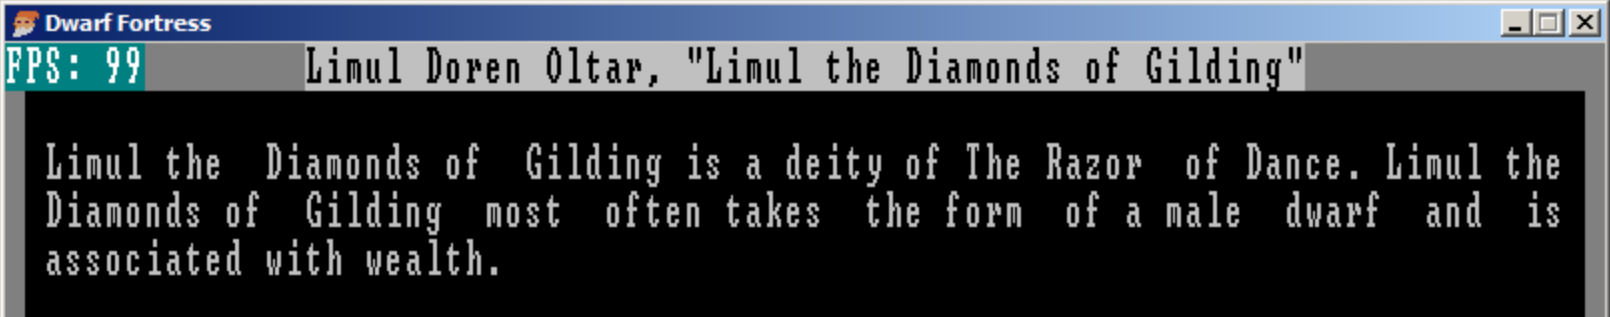 Dwarf Fortress
FPS: 99 Limul Doren Oltar, "Limul the Diamonds of Gilding"
Limul the Diamonds of Gilding is a deity of The Razor of Dance. Limul the
Diamonds of Gilding most often takes the form of a male dwarf and is
associated with wealth.